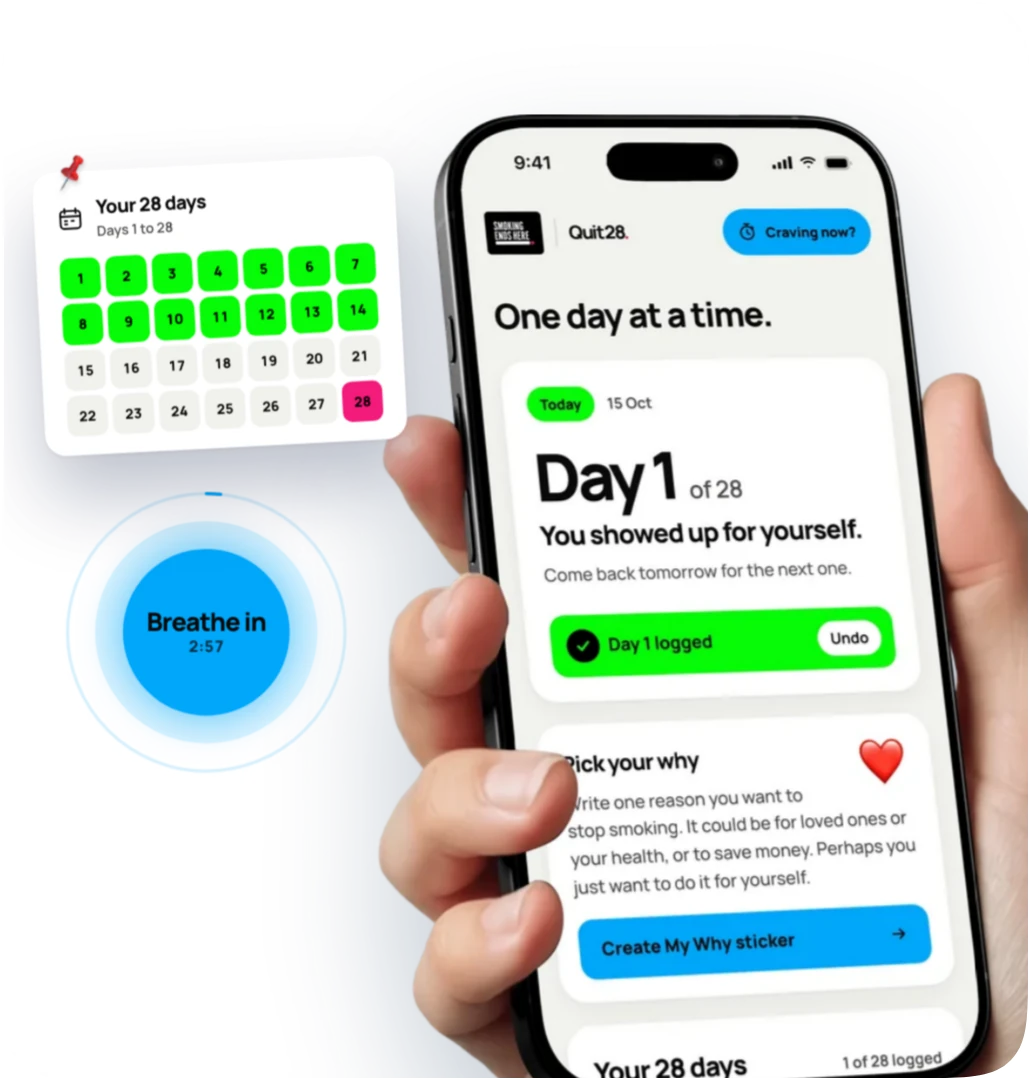 Your 28 days
Days 1 to 28
1 2 3 4 5 6 7
8 9 10 11 12 13 14
15 16 17 18 19 20 21
22 23 24 25 26 27 28
Breathe in
2:57
9:41
SMOKING
ENDS HERE
Quit28.
Craving now?
One day at a time.
Today 15 Oct
Day 1 of 28
You showed up for yourself.
Come back tomorrow for the next one.
Day 1 logged Undo
Pick your why
Write one reason you want to
stop smoking. It could be for loved ones or
your health, or to save money. Perhaps you
just want to do it for yourself.
Create My Why sticker
Your 28 days 1 of 28 logged